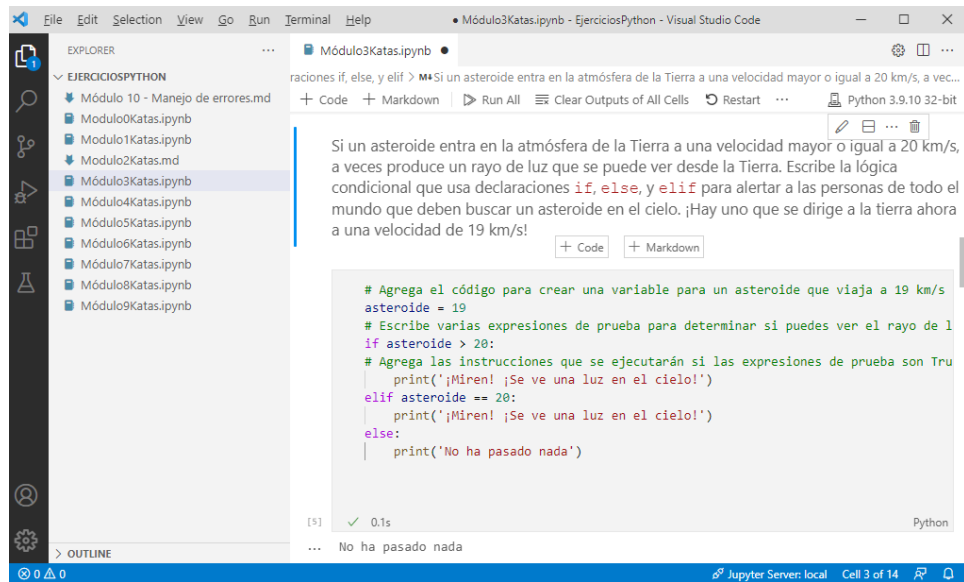 File Edit Selection View Go Run Terminal Help
● Módulo3Katas.ipynb - EjerciciosPython - Visual Studio Code
EXPLORER
EJERCICIOSPYTHON
Módulo 10 - Manejo de errores.md
Modulo0Katas.ipynb
Modulo1Katas.ipynb
Modulo2Katas.md
Módulo3Katas.ipynb
Módulo4Katas.ipynb
Módulo5Katas.ipynb
Módulo6Katas.ipynb
Módulo7Katas.ipynb
Módulo8Katas.ipynb
Módulo9Katas.ipynb
OUTLINE
Módulo3Katas.ipynb ●
raciones if, else, y elif > M↓Si un asteroide entra en la atmósfera de la Tierra a una velocidad mayor o igual a 20 km/s, a vec...
+ Code + Markdown Run All Clear Outputs of All Cells Restart ... Python 3.9.10 32-bit
Si un asteroide entra en la atmósfera de la Tierra a una velocidad mayor o igual a 20 km/s,
a veces produce un rayo de luz que se puede ver desde la Tierra. Escribe la lógica
condicional que usa declaraciones if, else, y elif para alertar a las personas de todo el
mundo que deben buscar un asteroide en el cielo. ¡Hay uno que se dirige a la tierra ahora
a una velocidad de 19 km/s!
+ Code + Markdown
# Agrega el código para crear una variable para un asteroide que viaja a 19 km/s
asteroide = 19
# Escribe varias expresiones de prueba para determinar si puedes ver el rayo de l
if asteroide > 20:
# Agrega las instrucciones que se ejecutarán si las expresiones de prueba son Tru
print('¡Miren! ¡Se ve una luz en el cielo!')
elif asteroide == 20:
print('¡Miren! ¡Se ve una luz en el cielo!')
else:
print('No ha pasado nada')
[5] ✓ 0.1s Python
... No ha pasado nada
1
0 0 Jupyter Server: local Cell 3 of 14